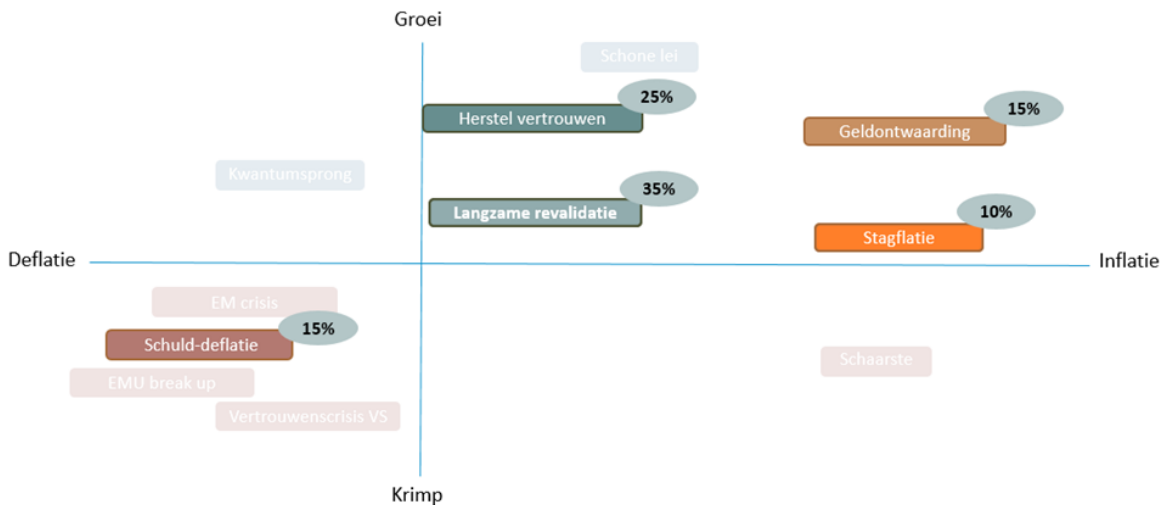 Groei
Schone lei
25%
Herstel vertrouwen
15%
Geldontwaarding
Kwantumsprong
35%
Langzame revalidatie
10%
Stagflatie
Deflatie
Inflatie
EM crisis
15%
Schuld-deflatie
Schaarste
EMU break up
Vertrouwenscrisis VS
Krimp